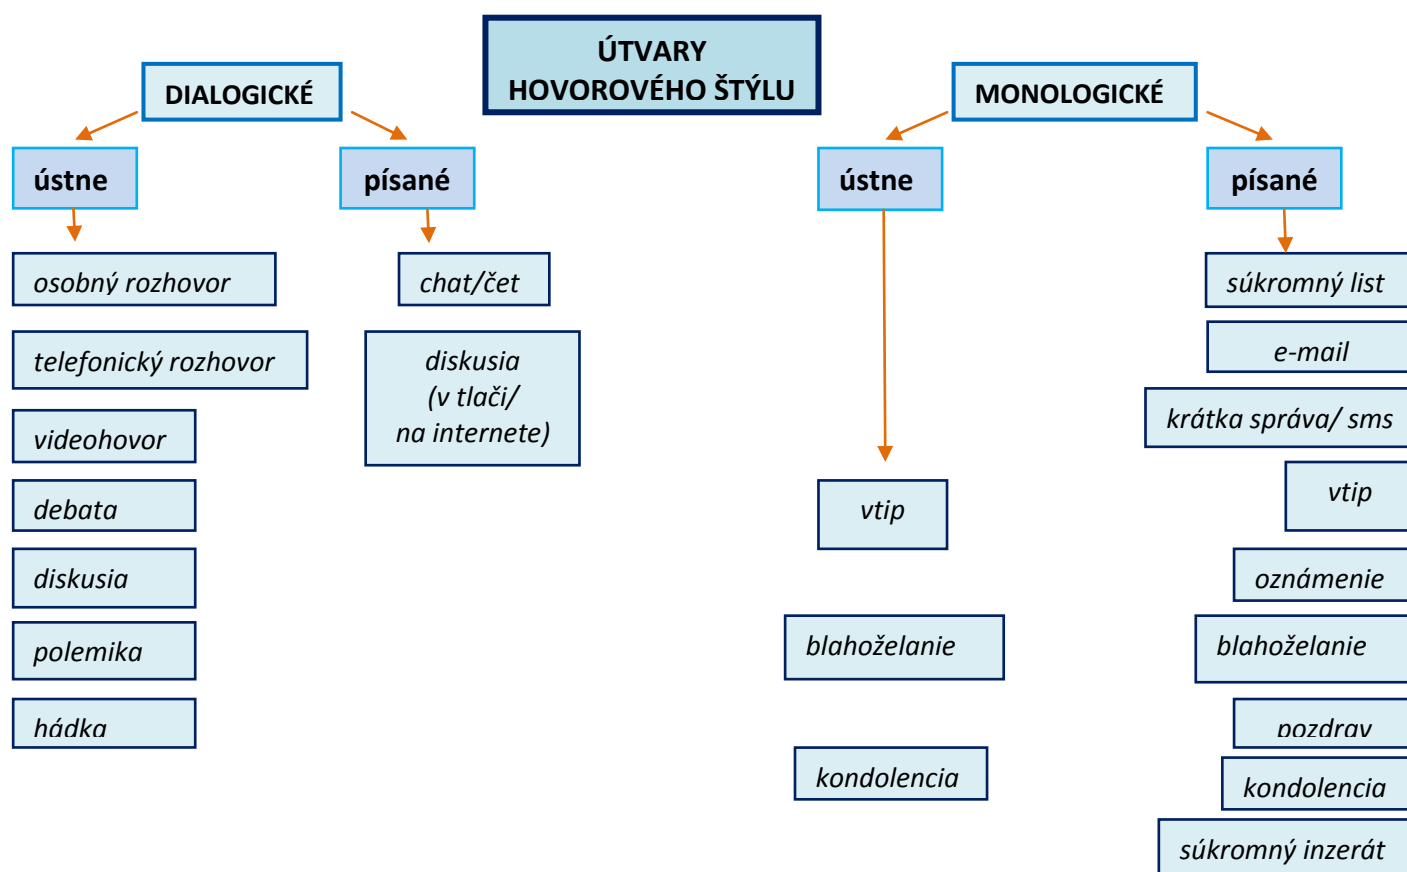 ÚTVARY
HOVOROVÉHO ŠTÝLU
DIALOGICKÉ
MONOLOGICKÉ
ústne
písané
ústne
písané
osobný rozhovor
telefonický rozhovor
videohovor
debata
diskusia
polemika
hádka
chat/čet
diskusia
(v tlači/
na internete)
vtip
blahoželanie
kondolencia
súkromný list
e-mail
krátka správa/ sms
vtip
oznámenie
blahoželanie
pozdrav
kondolencia
súkromný inzerát